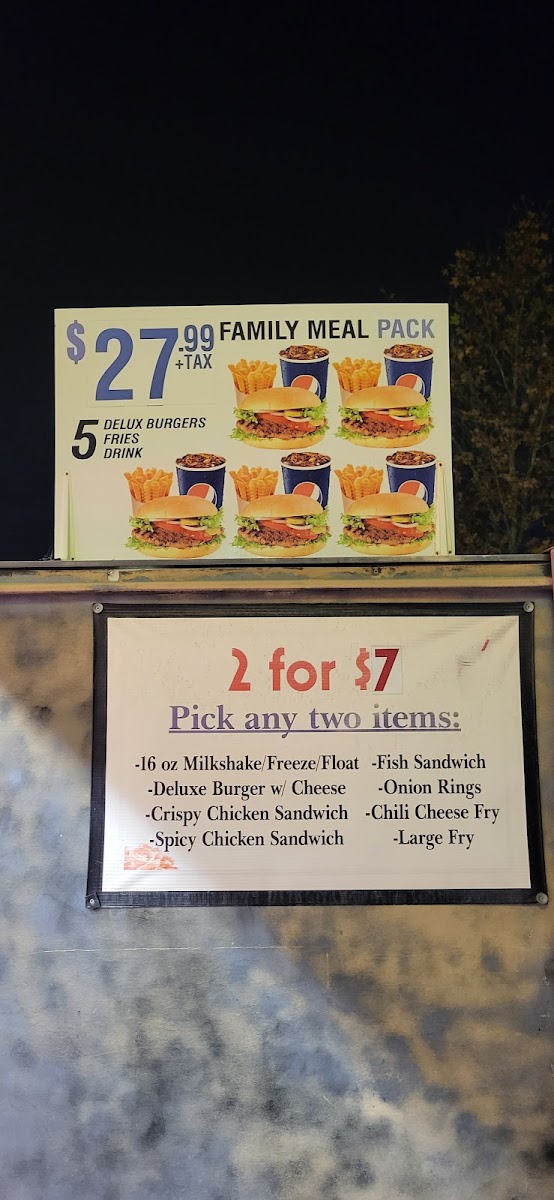 $27.99 FAMILY MEAL PACK
+TAX
5 DELUX BURGERS
FRIES
DRINK
2 for $7
Pick any two items:
-16 oz Milkshake/Freeze/Float -Fish Sandwich
-Deluxe Burger w/ Cheese -Onion Rings
-Crispy Chicken Sandwich -Chili Cheese Fry
-Spicy Chicken Sandwich -Large Fry